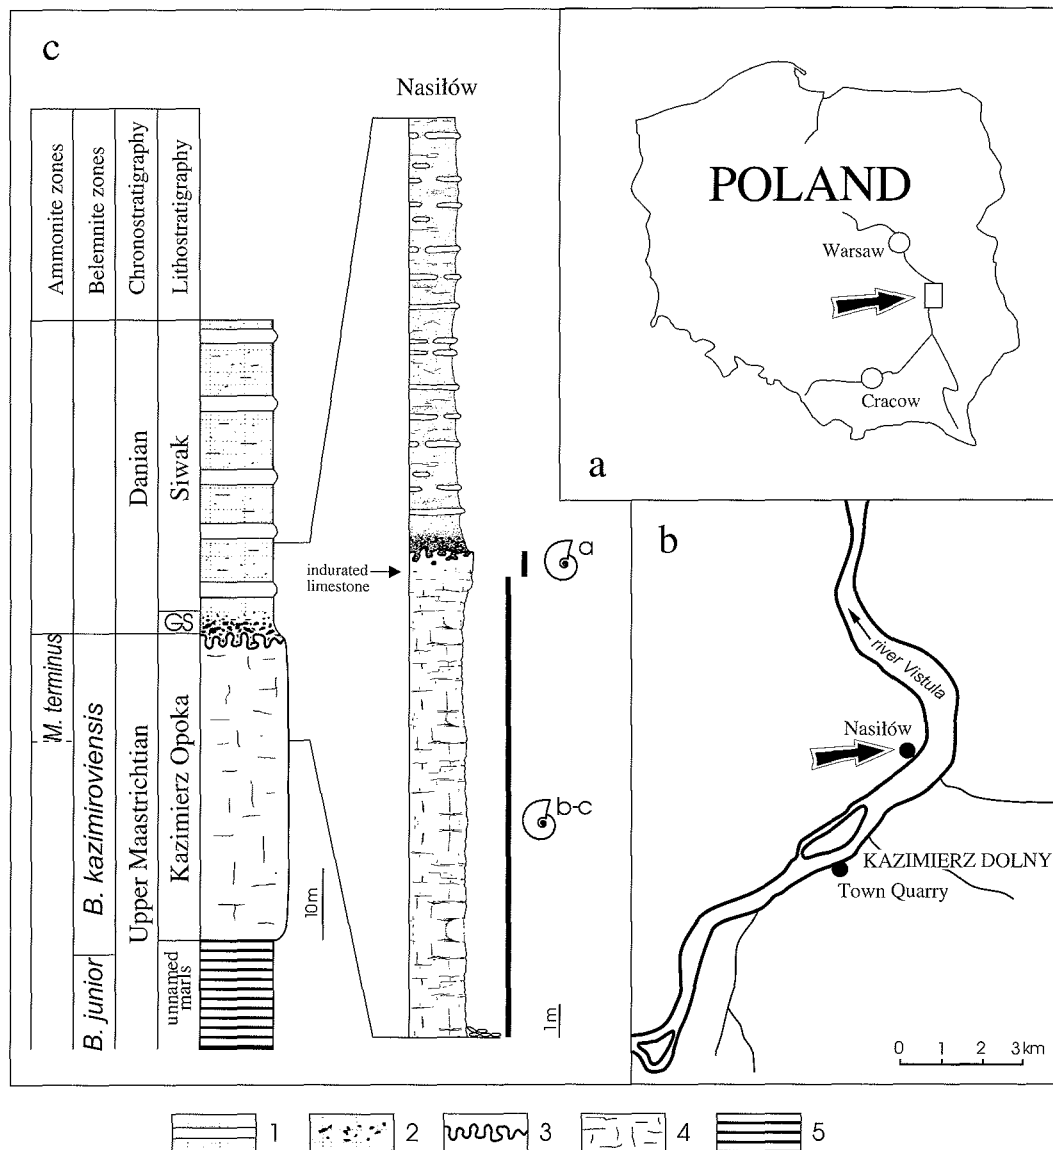 c
Nasiłów
Ammonite zones
Belemnite zones
Chronostratigraphy
Lithostratigraphy
Danian
Siwak
GS
indurated
limestone
M. terminus
B. kazimiroviensis
Upper Maastrichtian
Kazimierz Opoka
B. junior
unnamed
marls
10m
a
b-c
1m
POLAND
Warsaw
Cracow
a
b
river Vistula
Nasiłów
KAZIMIERZ DOLNY
Town Quarry
0 1 2 3km
1 2 3 4 5